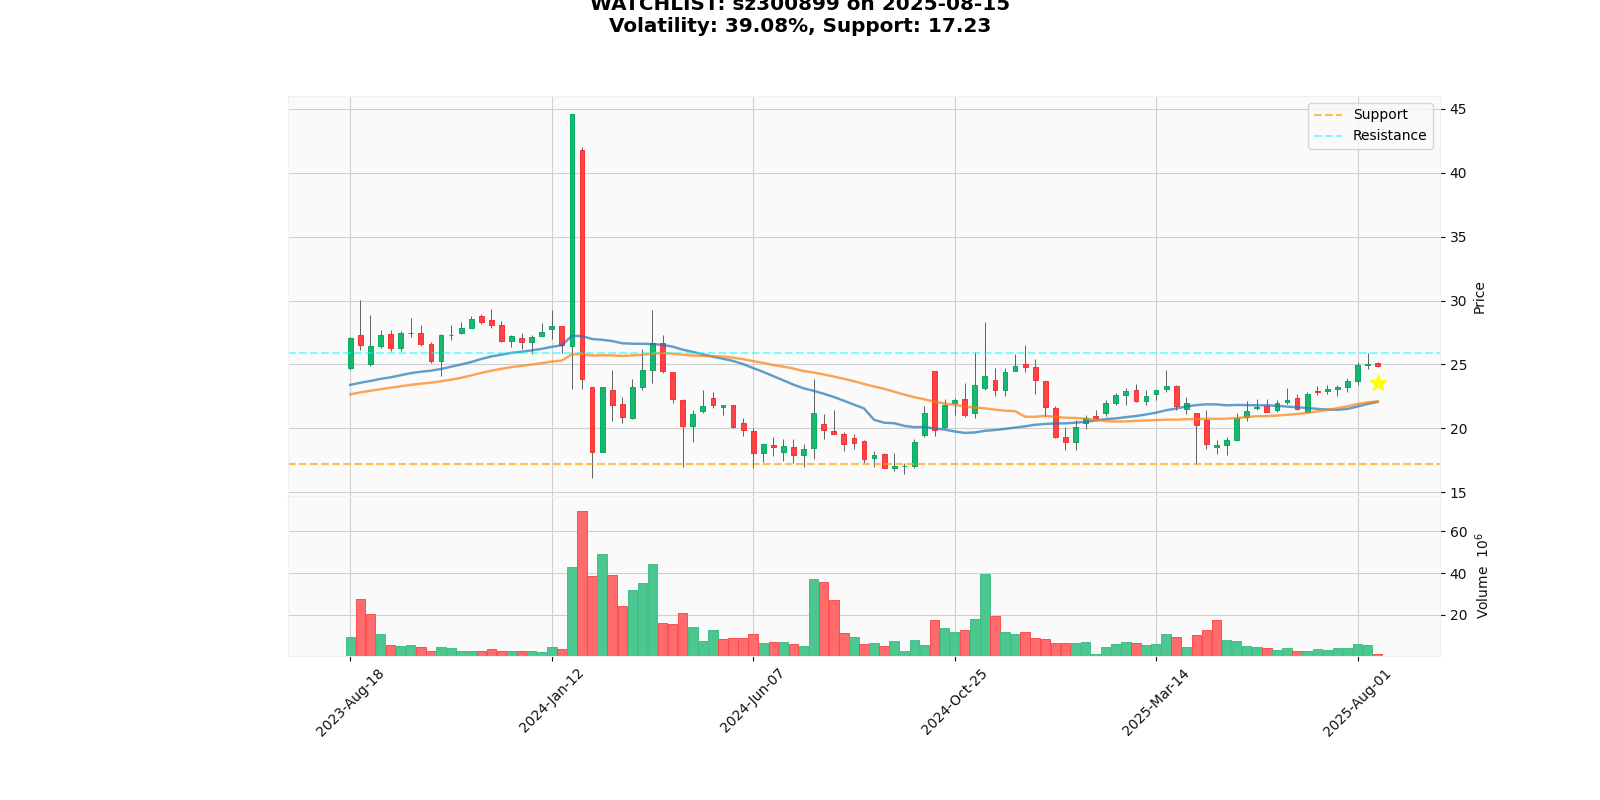 WATCHLIST: sz300899 on 2025-08-15
Volatility: 39.08%, Support: 17.23
Support
Resistance
45
40
35
30
25
20
15
Price
60
40
20
Volume 10^6
2023-Aug-18
2024-Jan-12
2024-Jun-07
2024-Oct-25
2025-Mar-14
2025-Aug-01